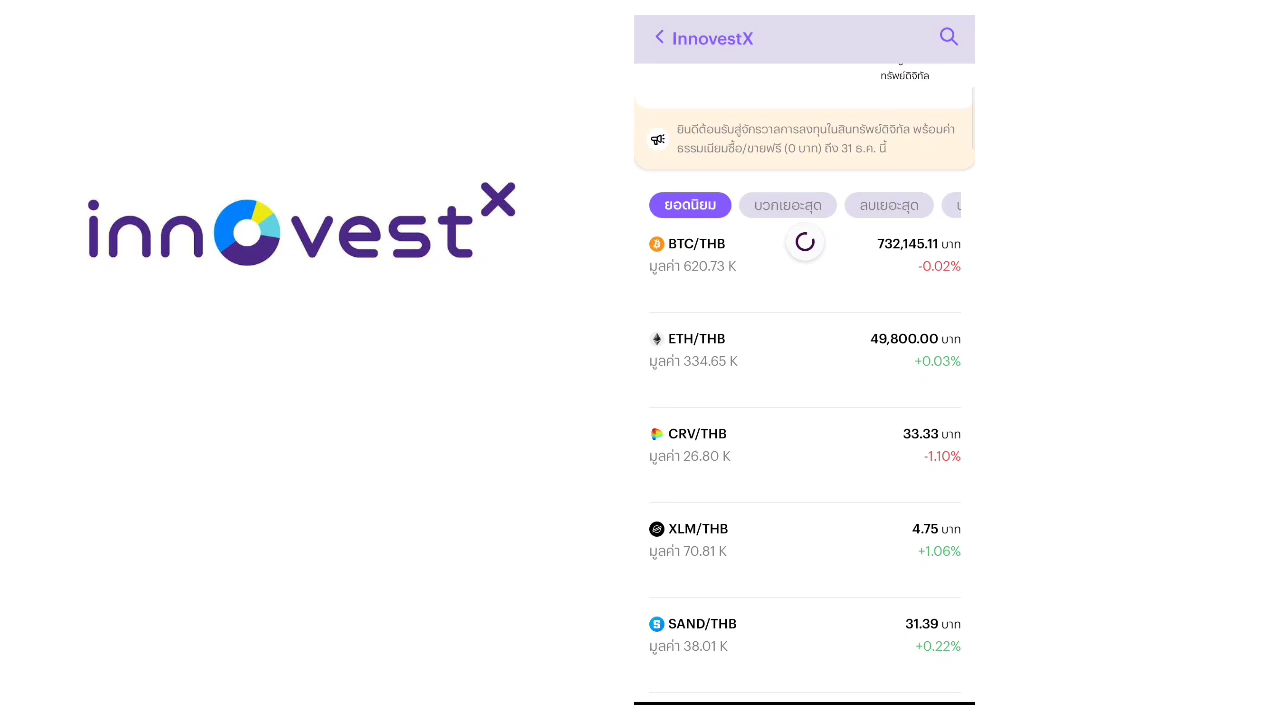 innovestx
InnovestX
ทรัพย์ดิจิทัล
ยินดีต้อนรับสู่จักรวาลการลงทุนในสินทรัพย์ดิจิทัล พร้อมค่า
ธรรมเนียมซื้อ/ขายฟรี (0 บาท) ถึง 31 ธ.ค. นี้
ยอดนิยม บวกเยอะสุด ลบเยอะสุด
BTC/THB 732,145.11 บาท
มูลค่า 620.73 K -0.02%
ETH/THB 49,800.00 บาท
มูลค่า 334.65 K +0.03%
CRV/THB 33.33 บาท
มูลค่า 26.80 K -1.10%
XLM/THB 4.75 บาท
มูลค่า 70.81 K +1.06%
SAND/THB 31.39 บาท
มูลค่า 38.01 K +0.22%